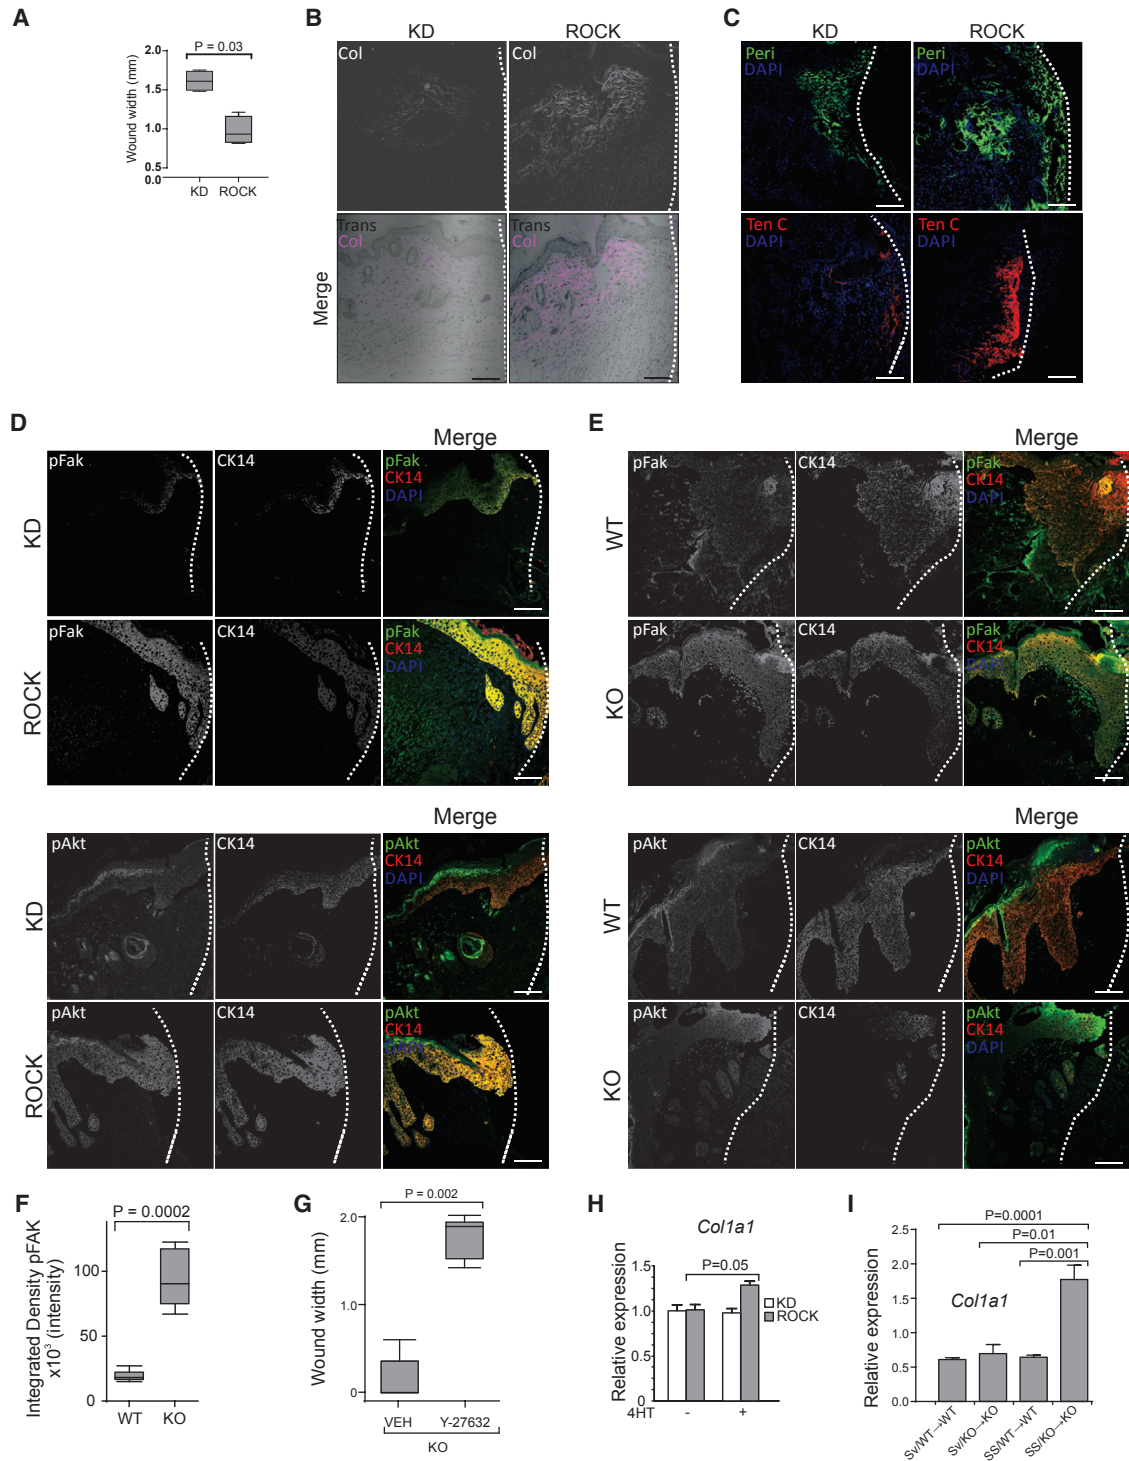 A
Wound width (mm)
2.0
1.5
1.0
0.5
0.0
P = 0.03
KD ROCK
B
KD ROCK
Col Col
Merge
Trans Trans
Col Col
C
KD ROCK
Peri Peri
DAPI DAPI
Ten C Ten C
DAPI DAPI
D
Merge
KD
pFak CK14 pFak
CK14
DAPI
ROCK
pFak CK14 pFak
CK14
DAPI
Merge
KD
pAkt CK14 pAkt
CK14
DAPI
ROCK
pAkt CK14 pAkt
CK14
DAPI
E
Merge
WT
pFak CK14 pFak
CK14
DAPI
KO
pFak CK14 pFak
CK14
DAPI
Merge
WT
pAkt CK14 pAkt
CK14
DAPI
KO
pAkt CK14 pAkt
CK14
DAPI
F
P = 0.0002
Integrated Density pFAK
x10³ (intensity)
100
50
0
WT KO
G
P = 0.002
Wound width (mm)
2.0
1.0
0
VEH Y-27632
KO
H
Col1a1
Relative expression
1.5
1.0
0.5
0
P=0.05
KD
ROCK
4HT - +
I
Relative expression
2.5
2.0
1.5
1.0
0.5
0.0
P=0.0001
P=0.01
P=0.001
Col1a1
Sv/WT→WT
Sv/KO→KO
SS/WT→WT
SS/KO→KO